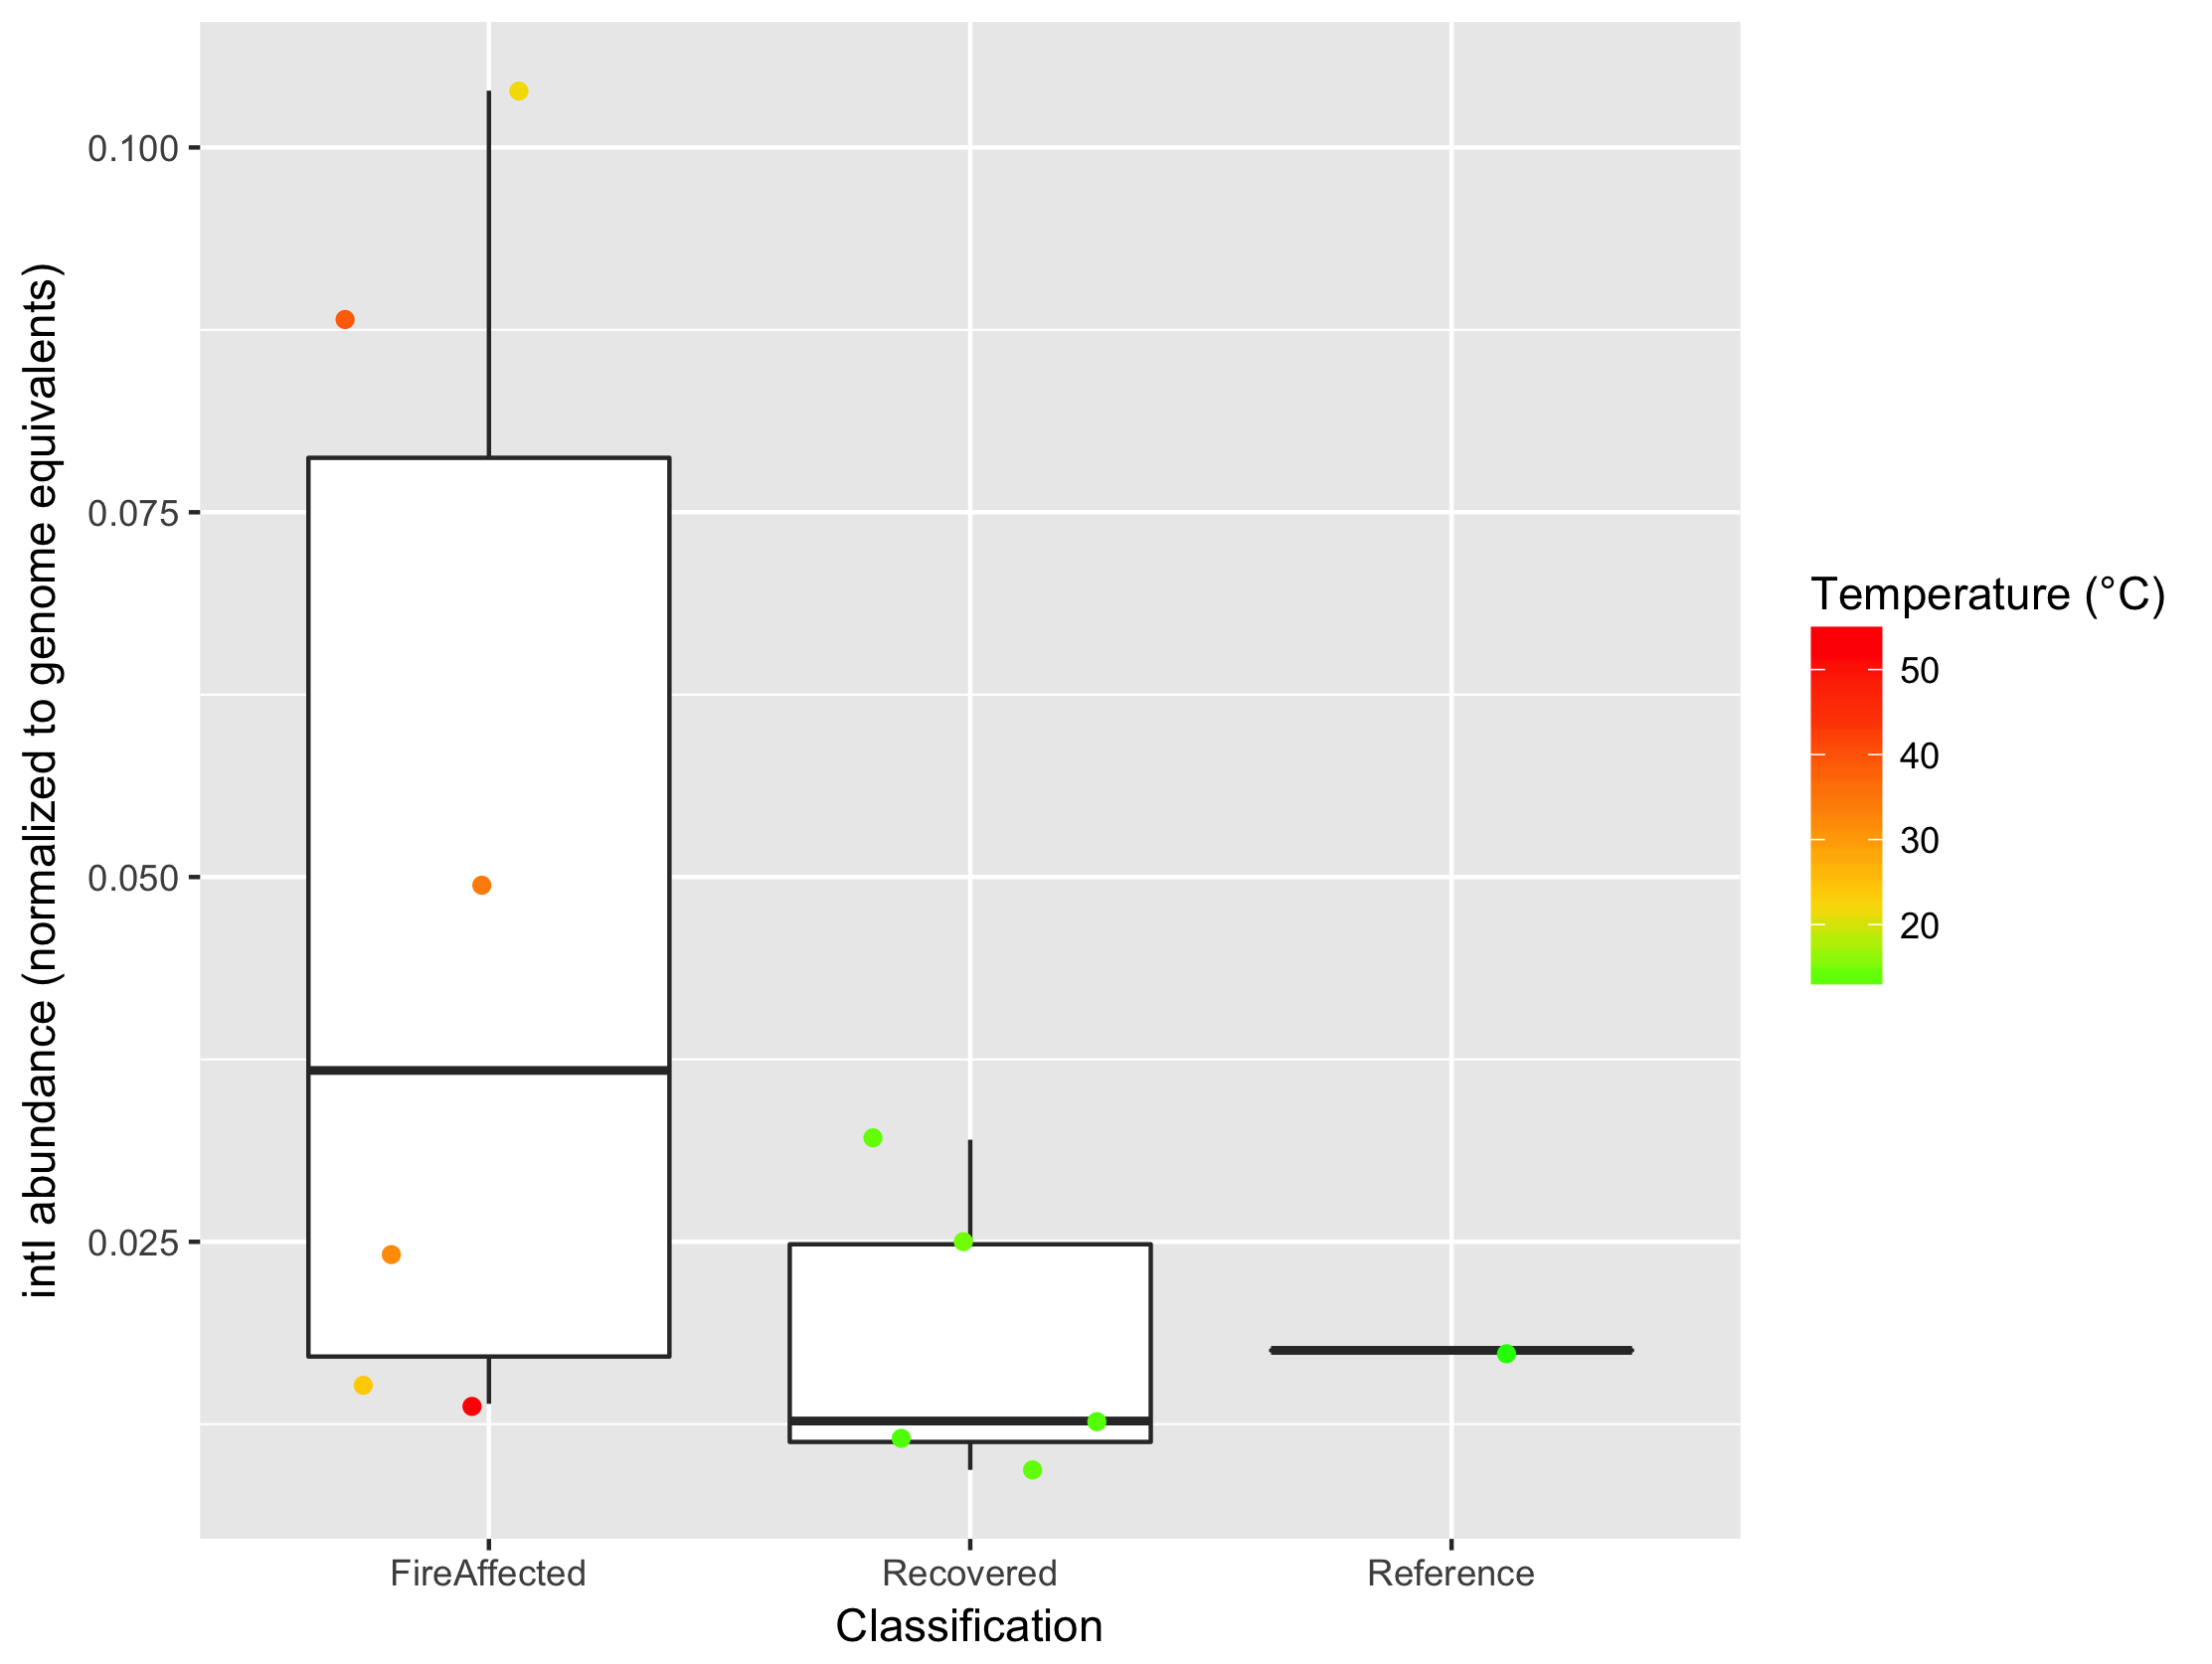 intI abundance (normalized to genome equivalents)
0.100
0.075
0.050
0.025
FireAffected
Recovered
Reference
Classification
Temperature (°C)
50
40
30
20